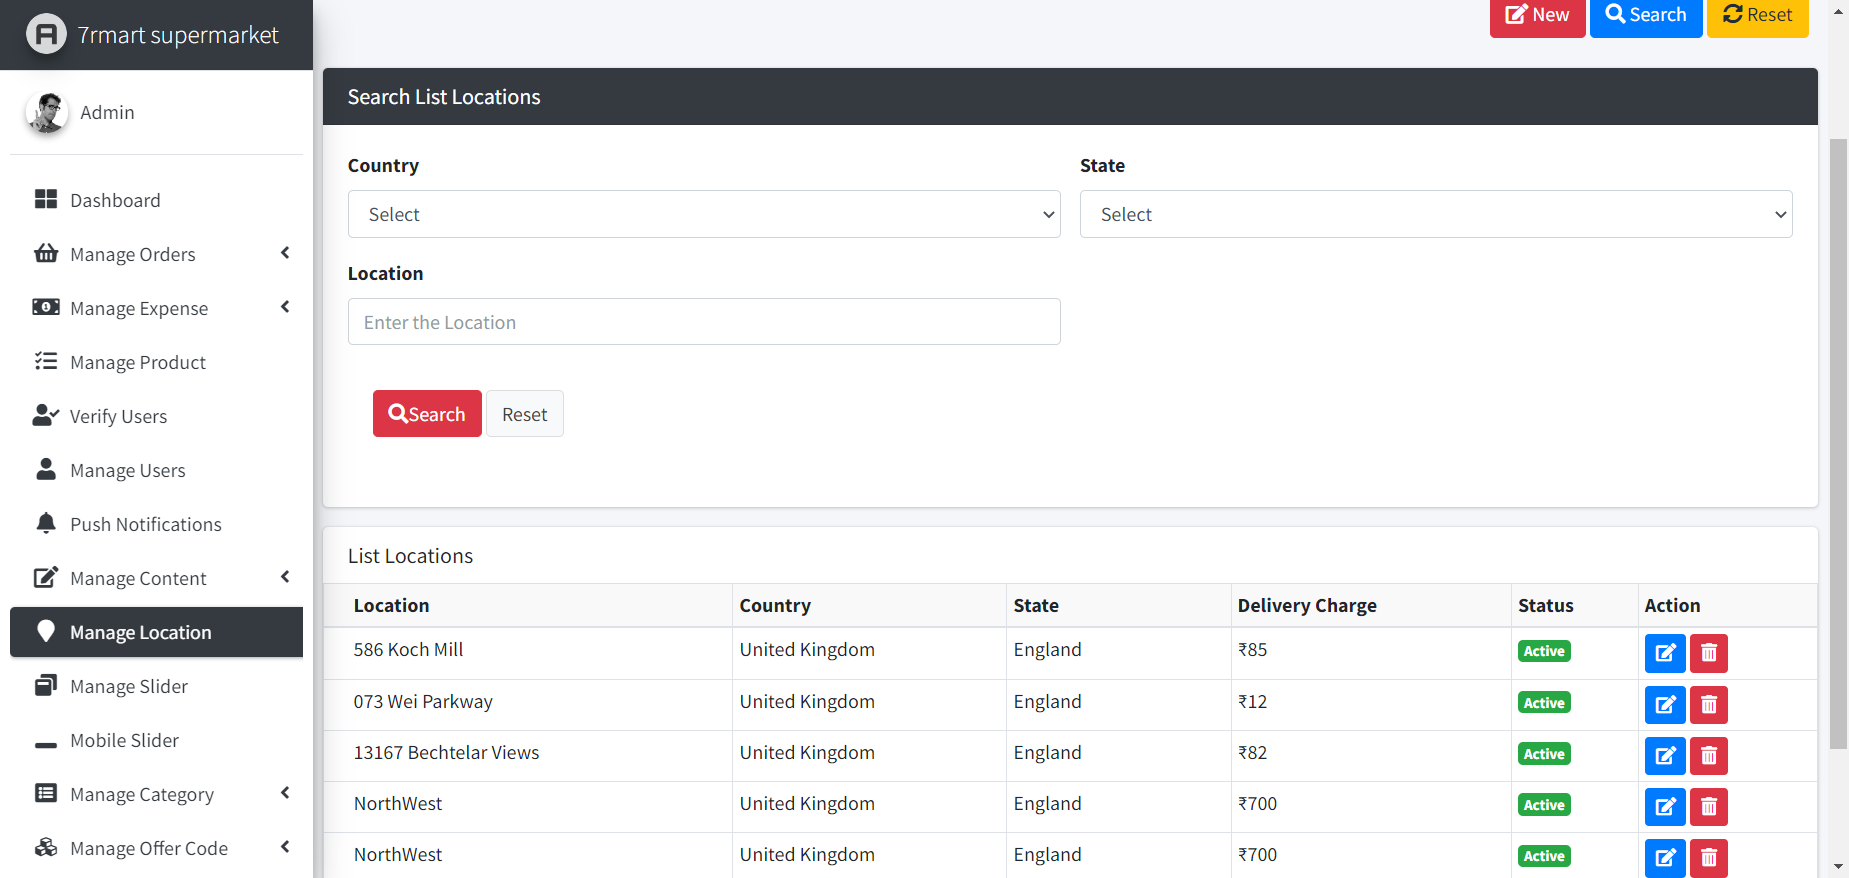 7rmart supermarket
New Search Reset
Admin
Dashboard
Manage Orders
Manage Expense
Manage Product
Verify Users
Manage Users
Push Notifications
Manage Content
Manage Location
Manage Slider
Mobile Slider
Manage Category
Manage Offer Code
Search List Locations
Country State
Select Select
Location
Enter the Location
Search Reset
List Locations
Location Country State Delivery Charge Status Action
586 Koch Mill United Kingdom England ₹85 Active
073 Wei Parkway United Kingdom England ₹12 Active
13167 Bechtelar Views United Kingdom England ₹82 Active
NorthWest United Kingdom England ₹700 Active
NorthWest United Kingdom England ₹700 Active